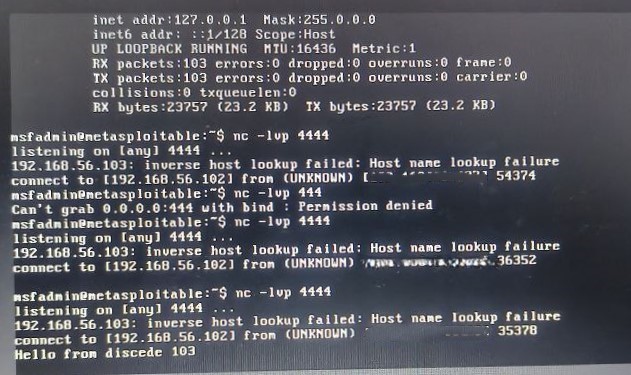 inet addr:127.0.0.1 Mask:255.0.0.0
inet6 addr: ::1/128 Scope:Host
UP LOOPBACK RUNNING MTU:16436 Metric:1
RX packets:103 errors:0 dropped:0 overruns:0 frame:0
TX packets:103 errors:0 dropped:0 overruns:0 carrier:0
collisions:0 txqueuelen:0
RX bytes:23757 (23.2 KB) TX bytes:23757 (23.2 KB)
msfadmin@metasploitable:~$ nc -lvp 4444
listening on [any] 4444 ...
192.168.56.103: inverse host lookup failed: Host name lookup failure
connect to [192.168.56.102] from (UNKNOWN) [ 54374
msfadmin@metasploitable:~$ nc -lvp 444
Can't grab 0.0.0.0:444 with bind : Permission denied
msfadmin@metasploitable:~$ nc -lvp 4444
listening on [any] 4444 ...
192.168.56.103: inverse host lookup failed: Host name lookup failure
connect to [192.168.56.102] from (UNKNOWN) 36352
msfadmin@metasploitable:~$ nc -lvp 4444
listening on [any] 4444 ...
192.168.56.103: inverse host lookup failed: Host name lookup failure
connect to [192.168.56.102] from (UNKNOWN) 35378
Hello from discede 103